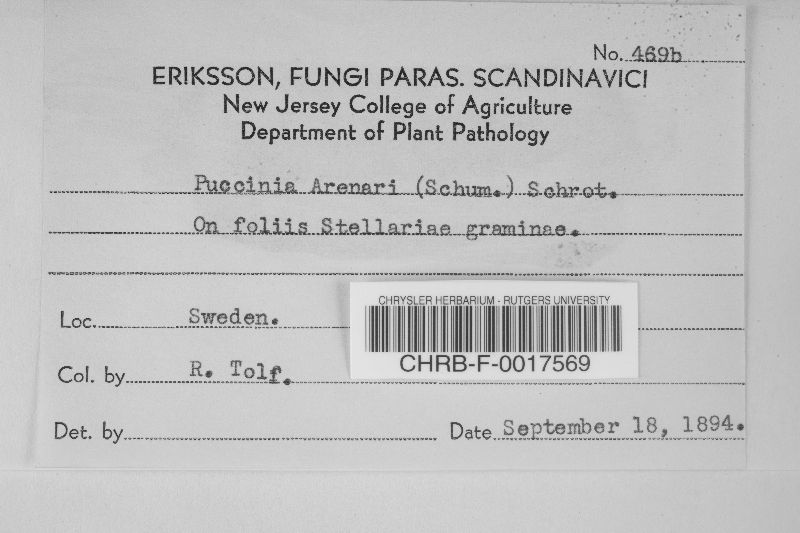 No. 469b
ERIKSSON, FUNGI PARAS. SCANDINAVICI
New Jersey College of Agriculture
Department of Plant Pathology
Puccinia Arenari (Schum.) Schrot.
On foliis Stellariae graminae.
Loc. Sweden.
CHRYSLER HERBARIUM - RUTGERS UNIVERSITY
CHRB-F-0017569
Col. by R. Tolf.
Det. by
Date September 18, 1894.